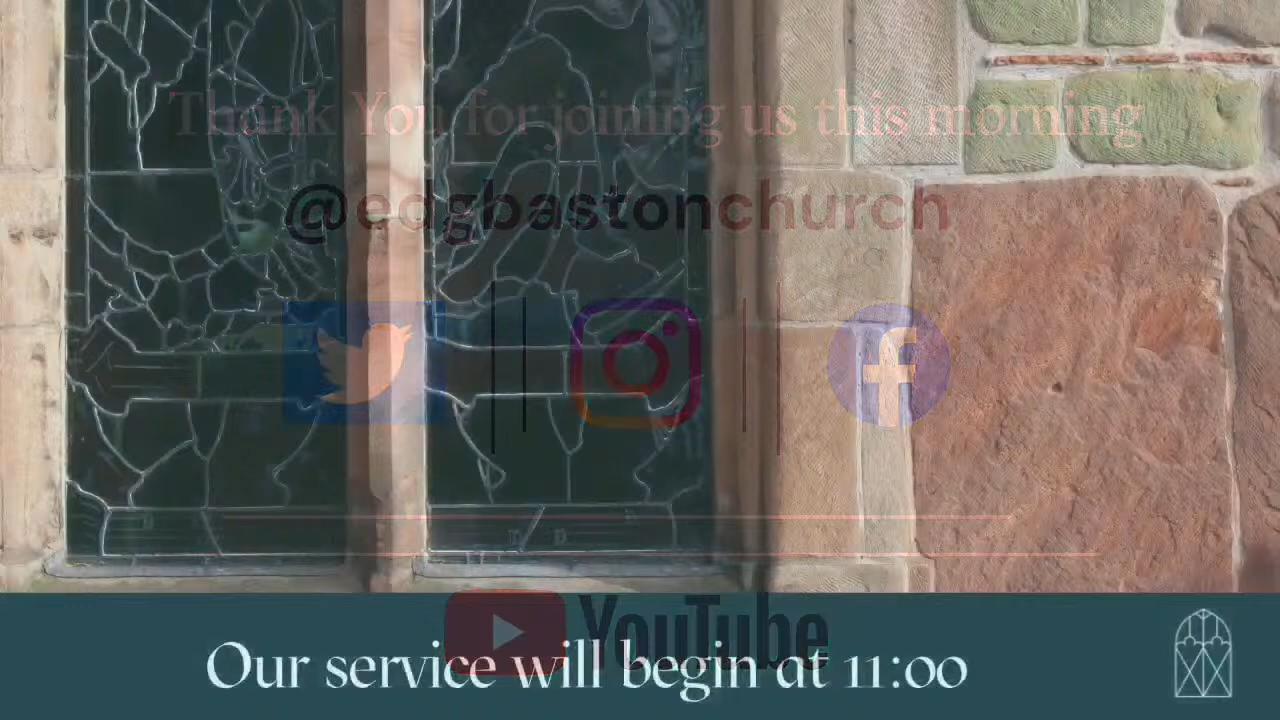 Thank You for joining us this morning
@edgbastonchurch
YouTube
Our service will begin at 11:00